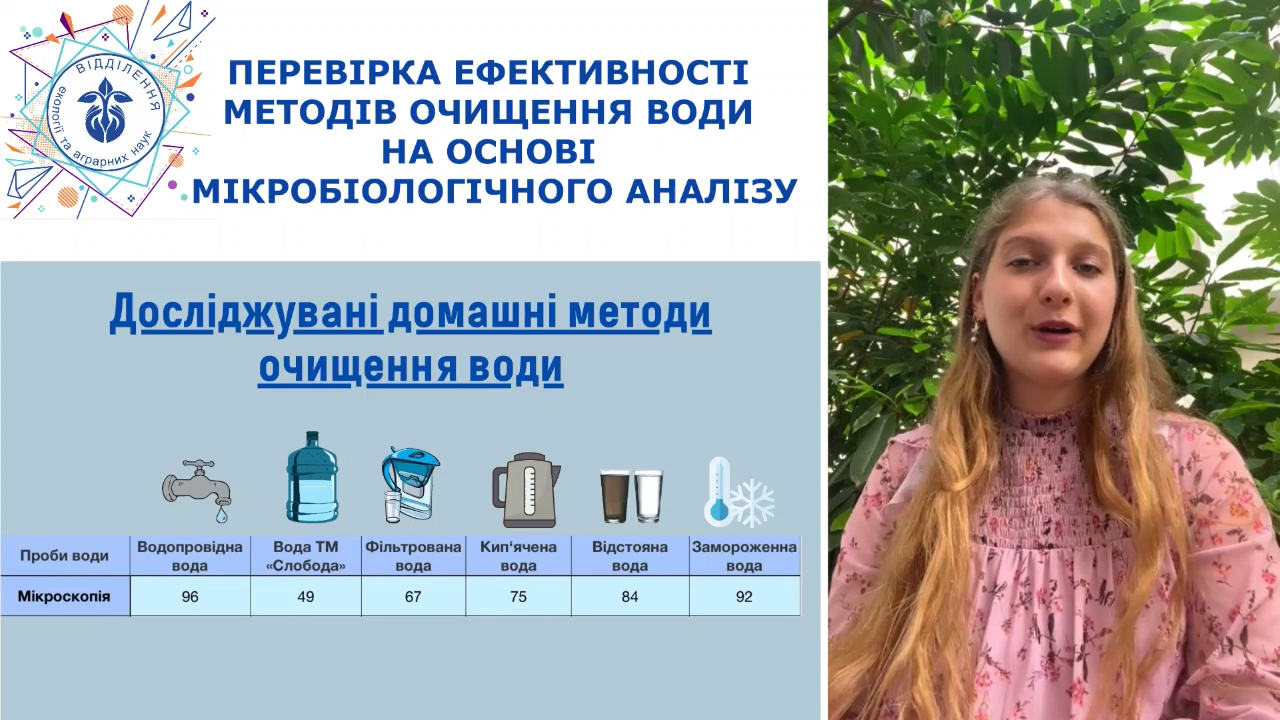 ВІДДІЛЕННЯ
екології та аграрних наук
ПЕРЕВІРКА ЕФЕКТИВНОСТІ
МЕТОДІВ ОЧИЩЕННЯ ВОДИ
НА ОСНОВІ
МІКРОБІОЛОГІЧНОГО АНАЛІЗУ
Досліджувані домашні методи
очищення води
Проби води
Водопровідна
вода
Вода ТМ
«Слобода»
Фільтрована
вода
Кип‘ячена
вода
Відстояна
вода
Замороженна
вода
Мікроскопія 96 49 67 75 84 92